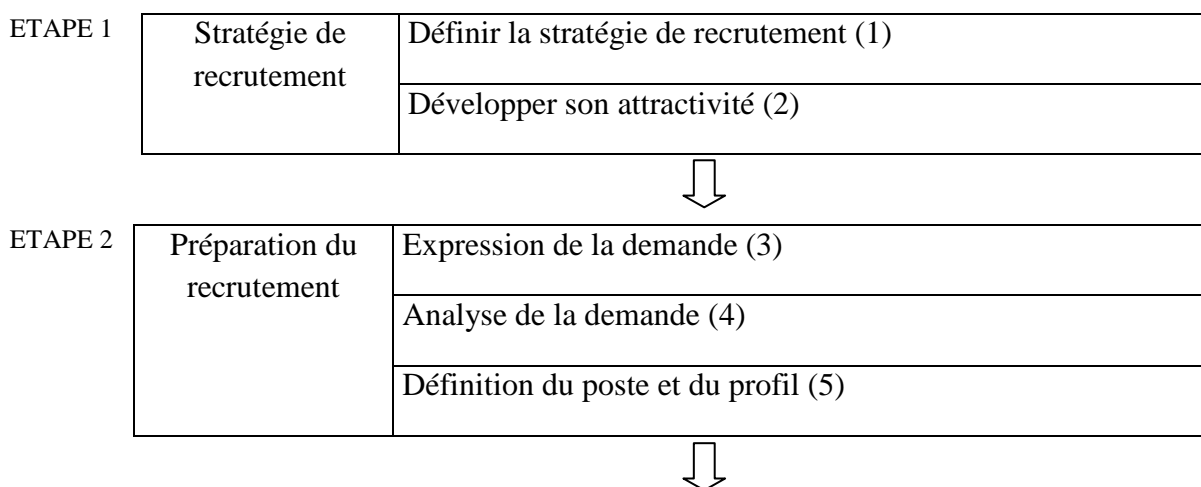 ETAPE 1
Stratégie de
recrutement
Définir la stratégie de recrutement (1)
Développer son attractivité (2)
ETAPE 2
Préparation du
recrutement
Expression de la demande (3)
Analyse de la demande (4)
Définition du poste et du profil (5)